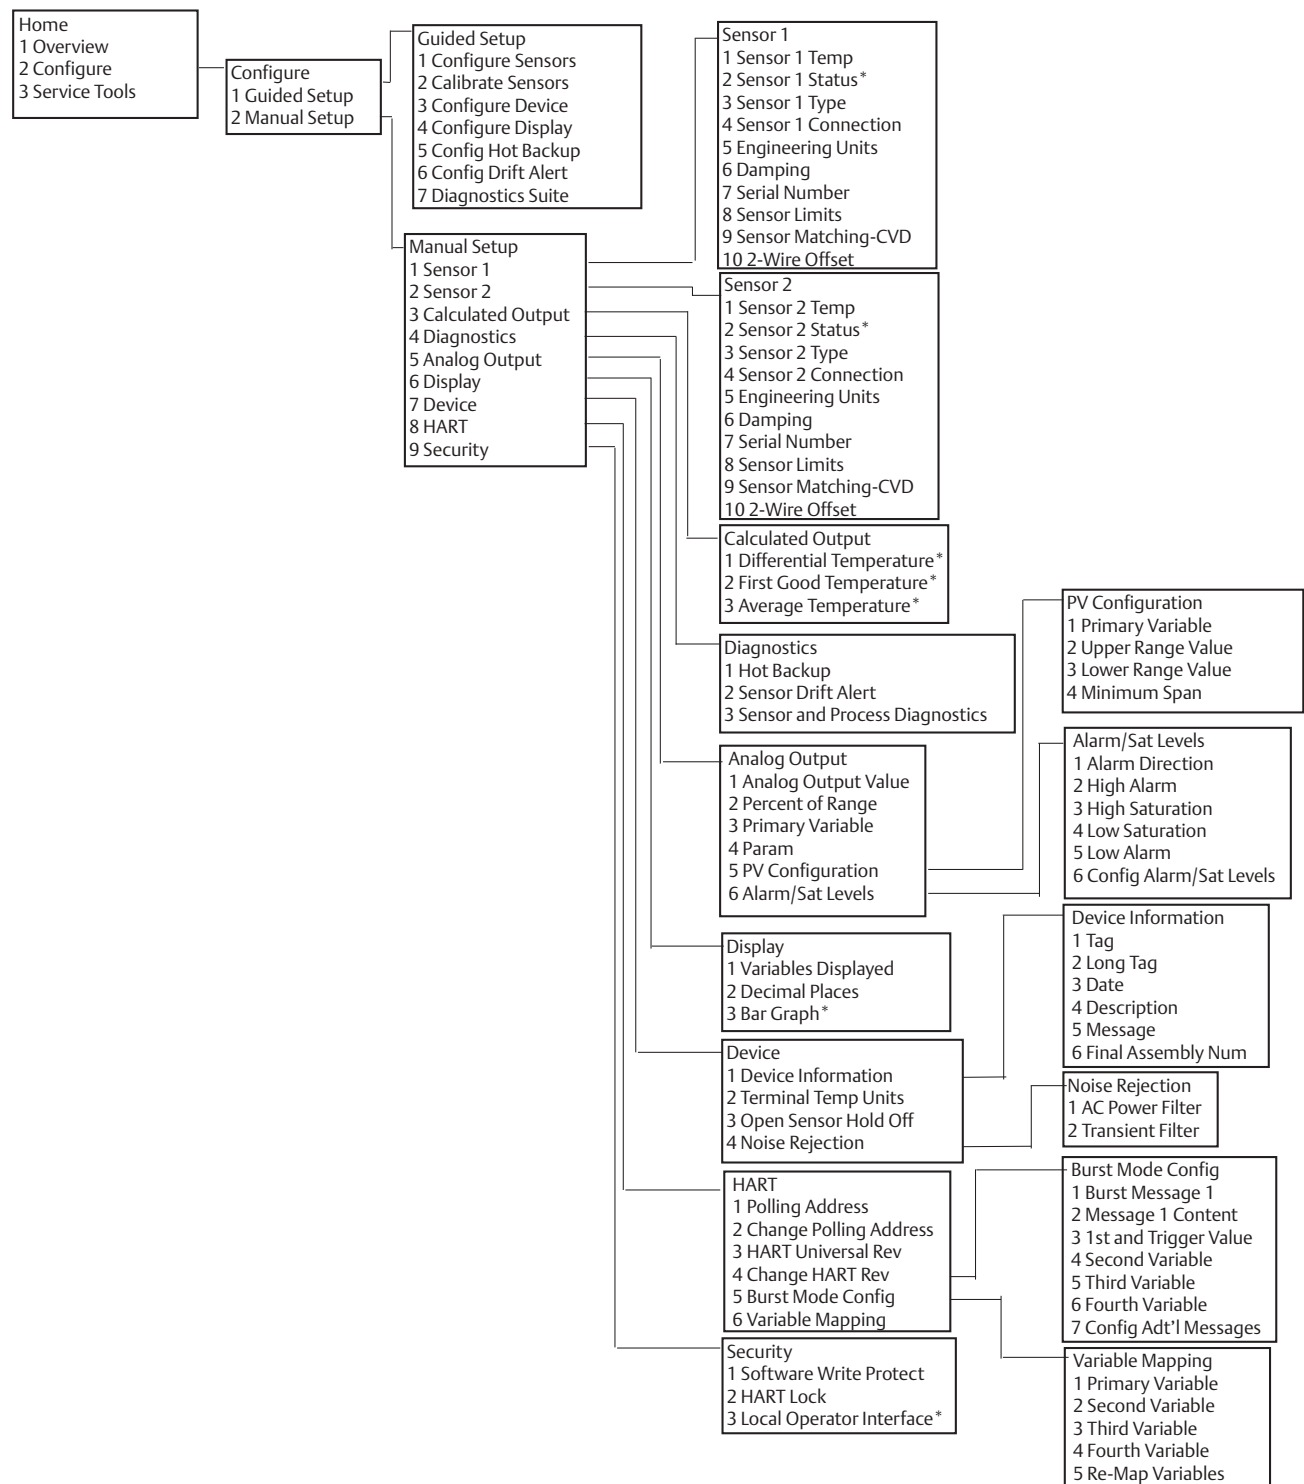 Home
1 Overview
2 Configure
3 Service Tools
Configure
1 Guided Setup
2 Manual Setup
Guided Setup
1 Configure Sensors
2 Calibrate Sensors
3 Configure Device
4 Configure Display
5 Config Hot Backup
6 Config Drift Alert
7 Diagnostics Suite
Manual Setup
1 Sensor 1
2 Sensor 2
3 Calculated Output
4 Diagnostics
5 Analog Output
6 Display
7 Device
8 HART
9 Security
Sensor 1
1 Sensor 1 Temp
2 Sensor 1 Status*
3 Sensor 1 Type
4 Sensor 1 Connection
5 Engineering Units
6 Damping
7 Serial Number
8 Sensor Limits
9 Sensor Matching-CVD
10 2-Wire Offset
Sensor 2
1 Sensor 2 Temp
2 Sensor 2 Status*
3 Sensor 2 Type
4 Sensor 2 Connection
5 Engineering Units
6 Damping
7 Serial Number
8 Sensor Limits
9 Sensor Matching-CVD
10 2-Wire Offset
Calculated Output
1 Differential Temperature*
2 First Good Temperature*
3 Average Temperature*
Diagnostics
1 Hot Backup
2 Sensor Drift Alert
3 Sensor and Process Diagnostics
Analog Output
1 Analog Output Value
2 Percent of Range
3 Primary Variable
4 Param
5 PV Configuration
6 Alarm/Sat Levels
Display
1 Variables Displayed
2 Decimal Places
3 Bar Graph*
Device
1 Device Information
2 Terminal Temp Units
3 Open Sensor Hold Off
4 Noise Rejection
HART
1 Polling Address
2 Change Polling Address
3 HART Universal Rev
4 Change HART Rev
5 Burst Mode Config
6 Variable Mapping
Security
1 Software Write Protect
2 HART Lock
3 Local Operator Interface*
PV Configuration
1 Primary Variable
2 Upper Range Value
3 Lower Range Value
4 Minimum Span
Alarm/Sat Levels
1 Alarm Direction
2 High Alarm
3 High Saturation
4 Low Saturation
5 Low Alarm
6 Config Alarm/Sat Levels
Device Information
1 Tag
2 Long Tag
3 Date
4 Description
5 Message
6 Final Assembly Num
Noise Rejection
1 AC Power Filter
2 Transient Filter
Burst Mode Config
1 Burst Message 1
2 Message 1 Content
3 1st and Trigger Value
4 Second Variable
5 Third Variable
6 Fourth Variable
7 Config Adt'l Messages
Variable Mapping
1 Primary Variable
2 Second Variable
3 Third Variable
4 Fourth Variable
5 Re-Map Variables